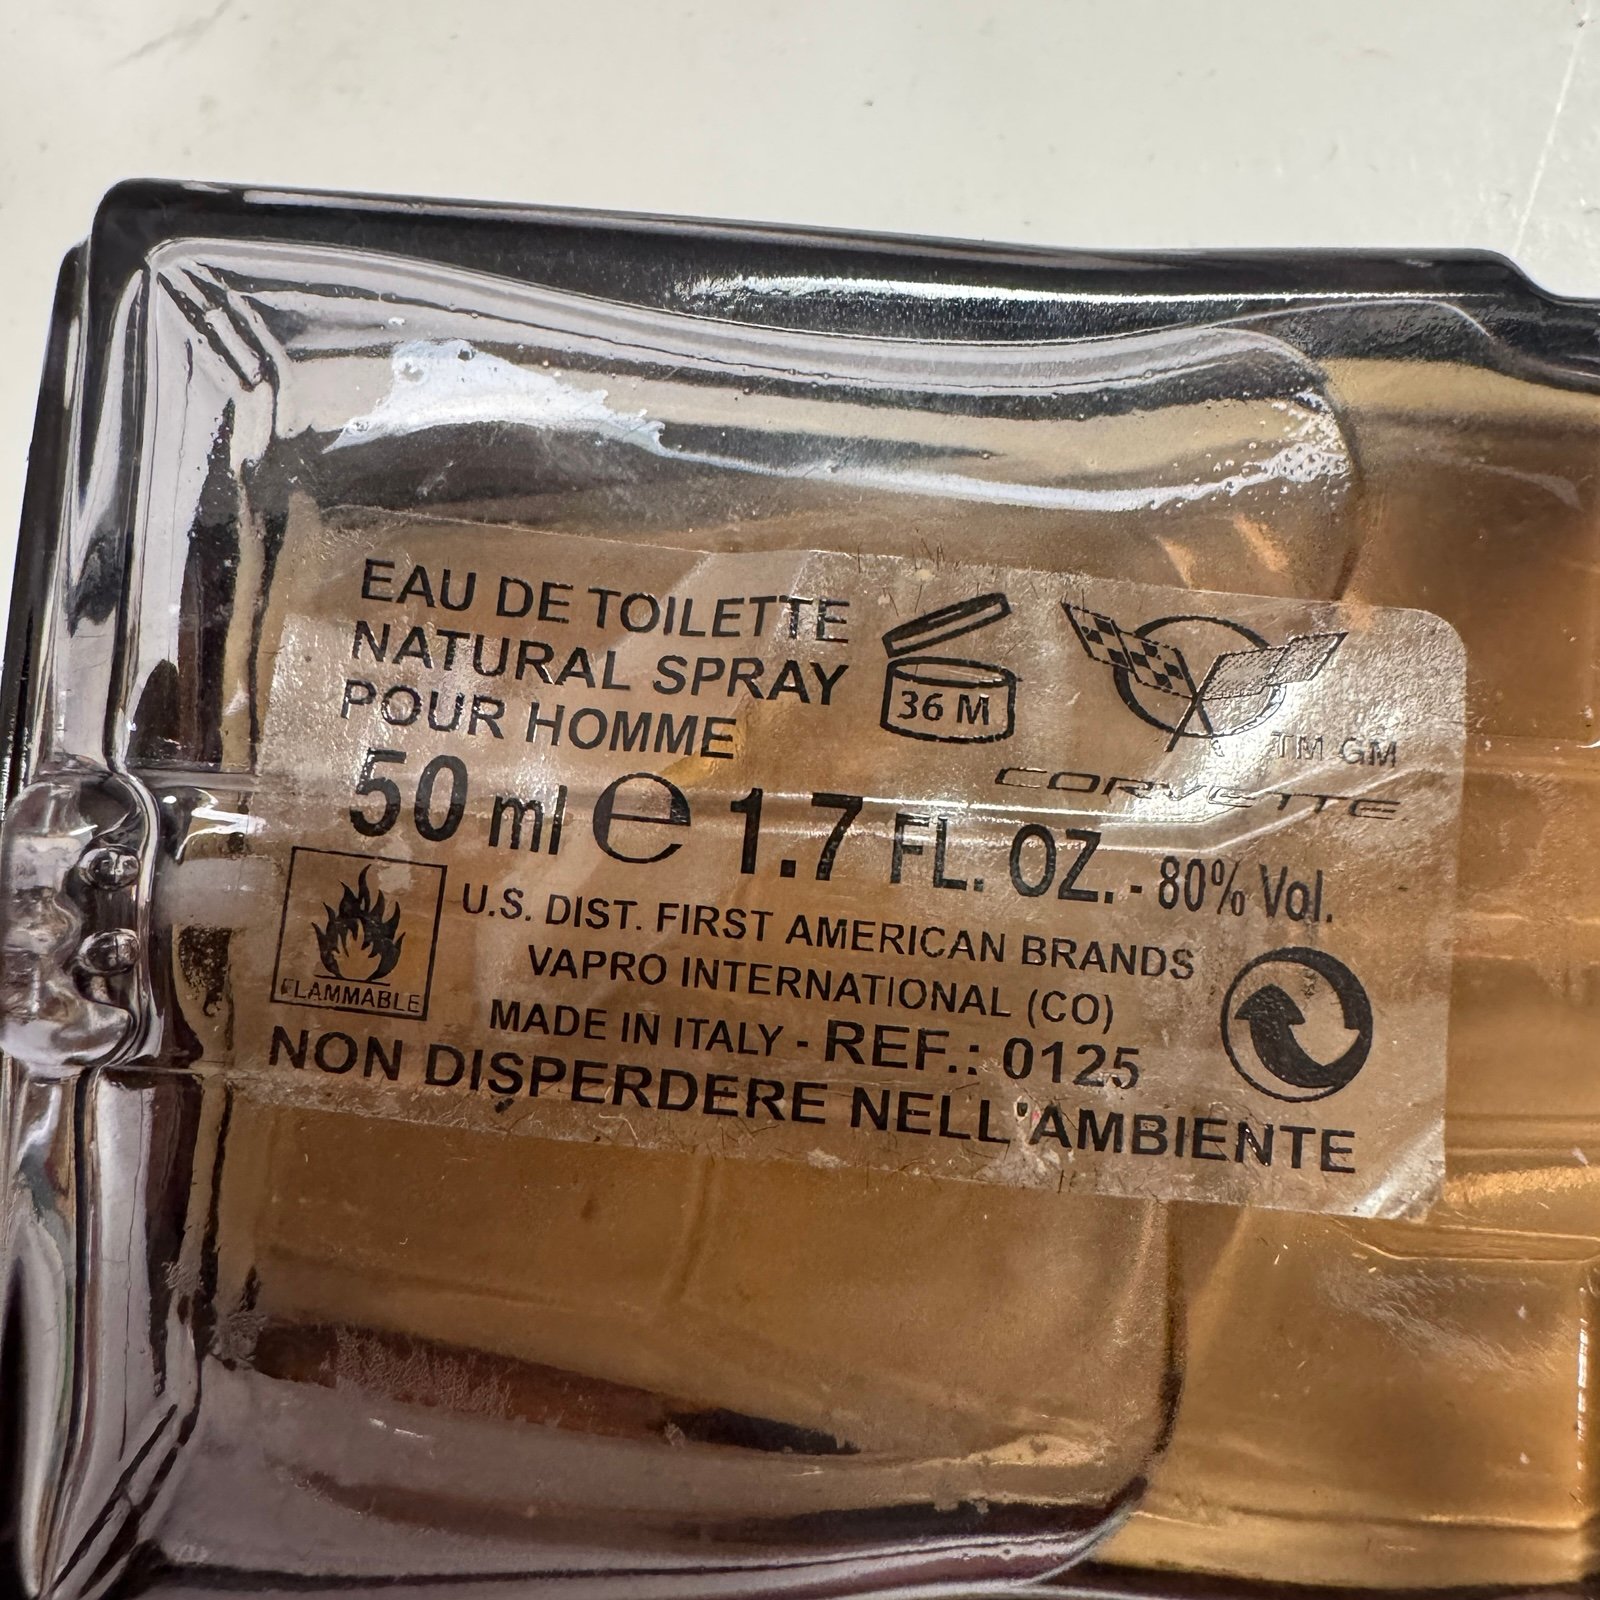 EAU DE TOILETTE
NATURAL SPRAY
POUR HOMME
36 M
TM GM
CORVETTE
50 ml e 1.7 FL. OZ. - 80% Vol.
FLAMMABLE
U.S. DIST. FIRST AMERICAN BRANDS
VAPRO INTERNATIONAL (CO)
MADE IN ITALY - REF.: 0125
NON DISPERDERE NELL'AMBIENTE